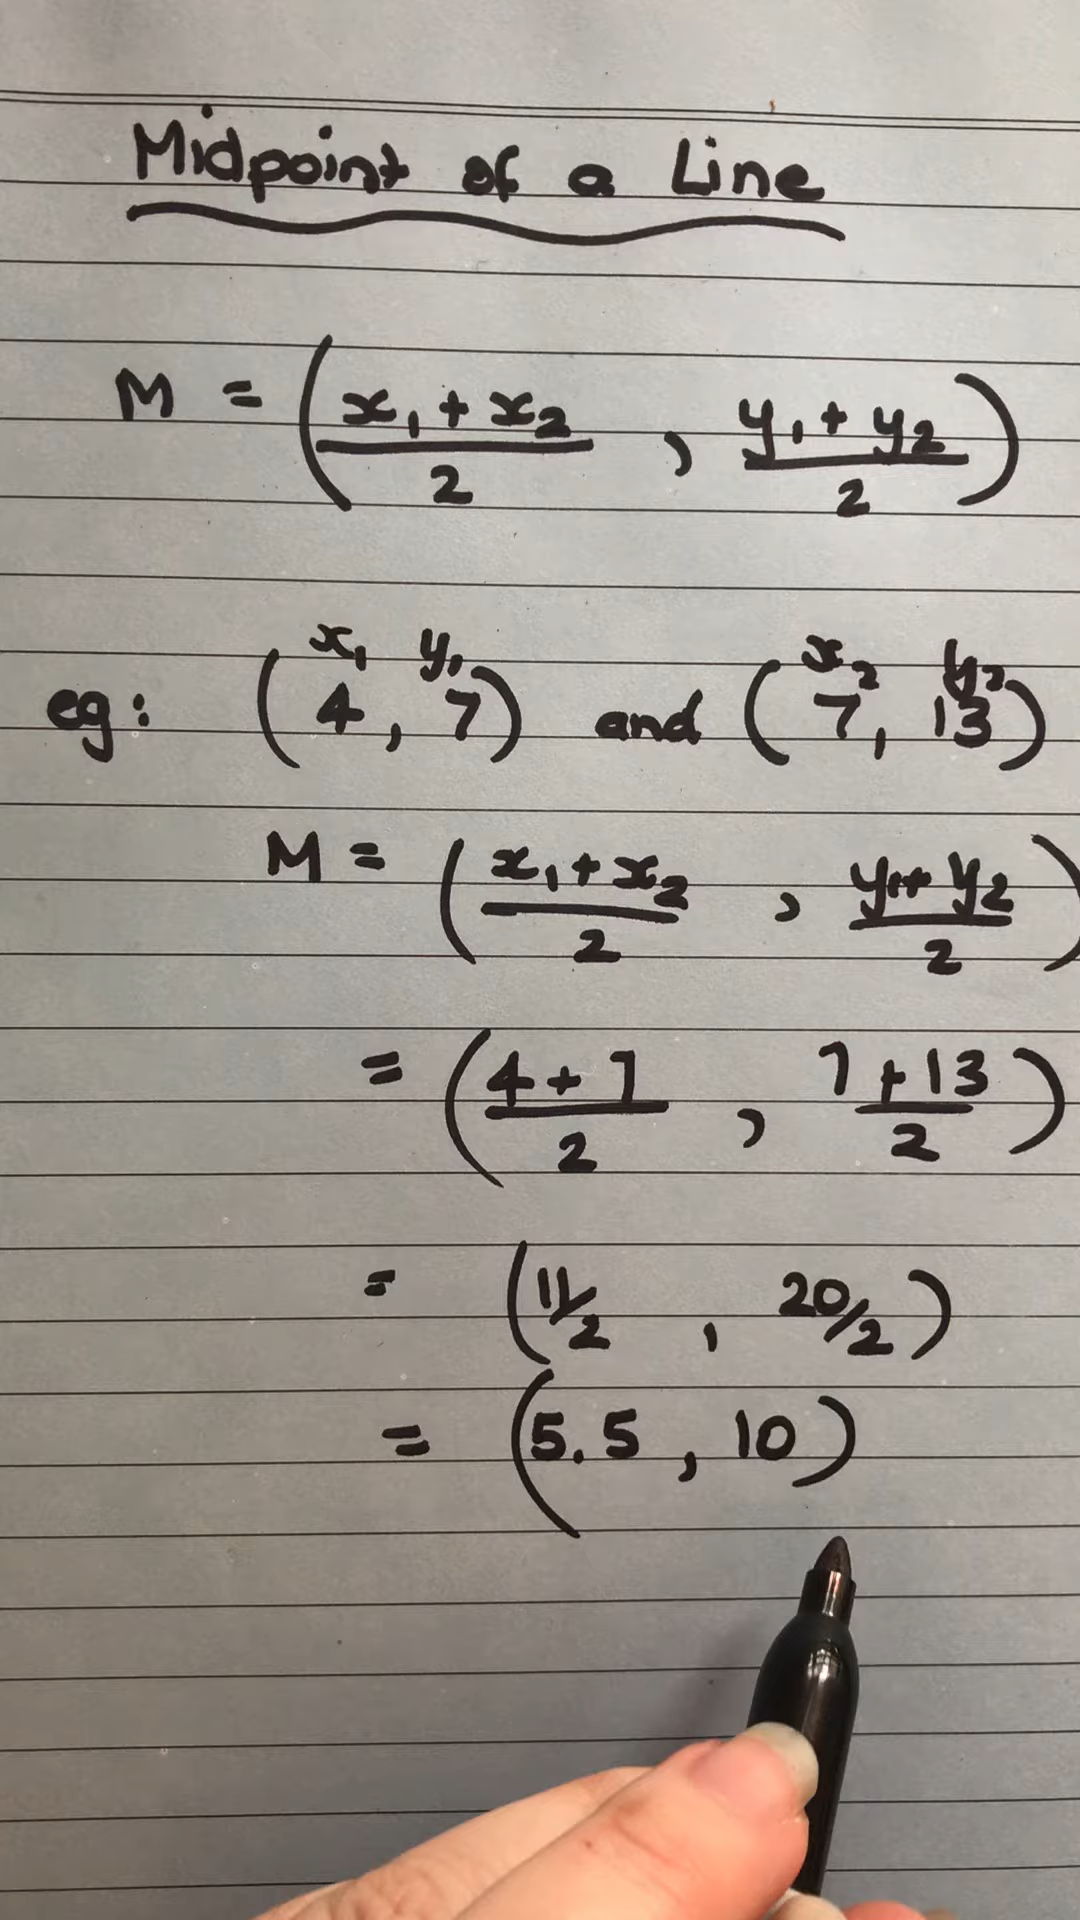 Midpoint of a Line
M = (x₁ + x₂ / 2 , y₁ + y₂ / 2)
x₁ y₁ x₂ y₂
eg: (4, 7) and (7, 13)
M = (x₁ + x₂ / 2 , y₁ + y₂ / 2)
= (4 + 7 / 2 , 7 + 13 / 2)
= (11/2 , 20/2)
= (5.5 , 10)